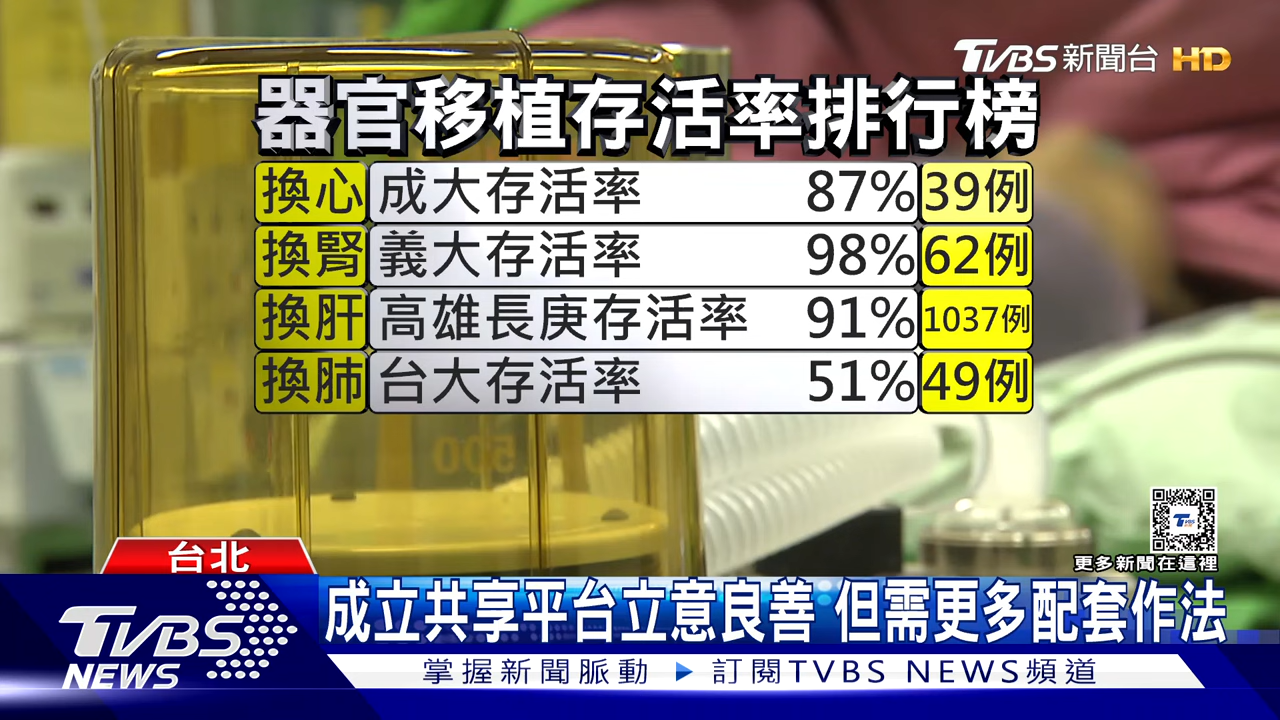 TVBS新聞台 HD
器官移植存活率排行榜
換心 成大存活率 87% 39例
換腎 義大存活率 98% 62例
換肝 高雄長庚存活率 91% 1037例
換肺 台大存活率 51% 49例
500
TVBS
更多新聞在這裡
台北
成立共享平台立意良善 但需更多配套作法
TVBS NEWS
掌握新聞脈動 ▶ 訂閱TVBS NEWS頻道